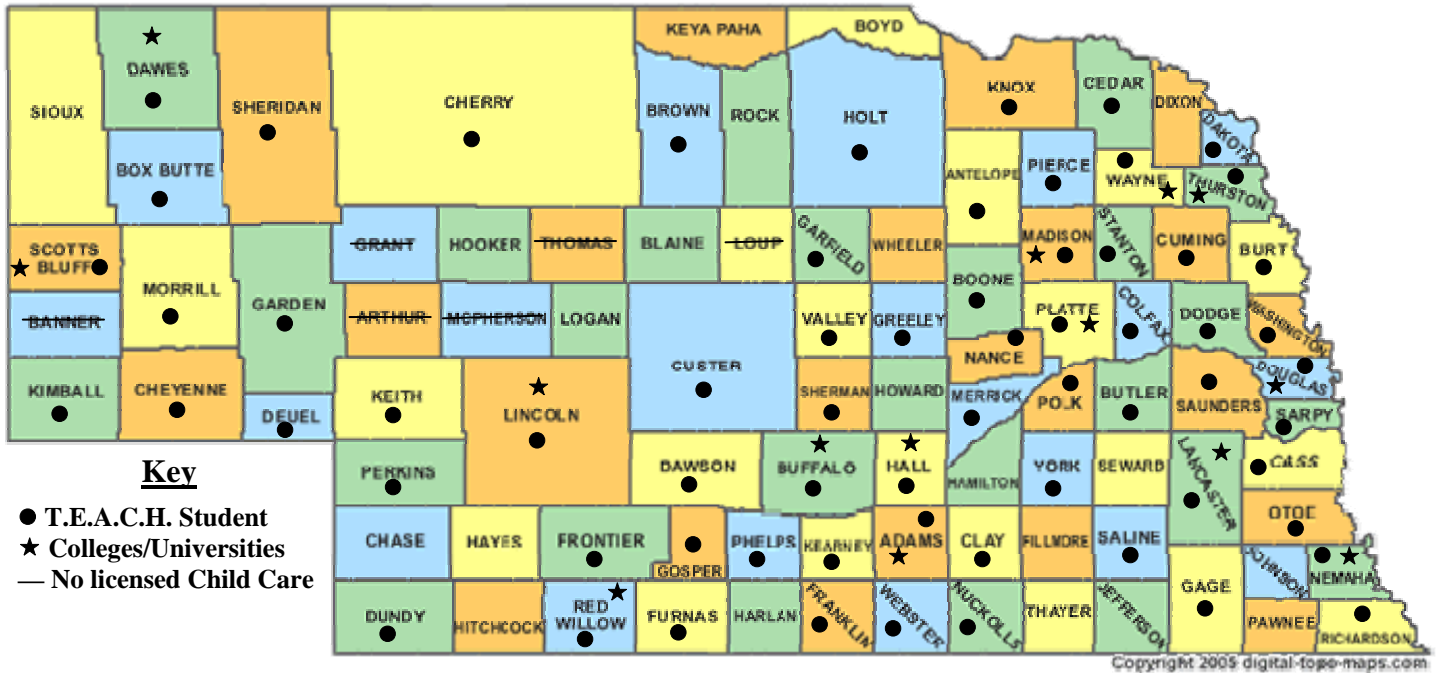 KEYA PAHA
BOYD
DAWES
SIOUX
SHERIDAN
CHERRY
BROWN
ROCK
HOLT
KNOX
CEDAR
DIXON
DAKOTA
BOX BUTTE
ANTELOPE
PIERCE
WAYNE
THURSTON
SCOTTS
BLUFF
GRANT
HOOKER
THOMAS
BLAINE
LOUP
GARFIELD
WHEELER
MADISON
STANTON
CUMING
BURT
MORRILL
GARDEN
BOONE
BANNER
ARTHUR
MCPHERSON
LOGAN
VALLEY
GREELEY
PLATTE
COLFAX
DODGE
WASHINGTON
CUSTER
NANCE
KIMBALL
CHEYENNE
DEUEL
KEITH
LINCOLN
SHERMAN
HOWARD
MERRICK
POLK
BUTLER
SAUNDERS
DOUGLAS
SARPY
PERKINS
DAWSON
BUFFALO
HALL
HAMILTON
YORK
SEWARD
LANCASTER
CASS
Key
T.E.A.C.H. Student
Colleges/Universities
No licensed Child Care
CHASE
HAYES
FRONTIER
GOSPER
PHELPS
KEARNEY
ADAMS
CLAY
FILLMORE
SALINE
OTOE
DUNDY
HITCHCOCK
RED
WILLOW
FURNAS
HARLAN
FRANKLIN
WEBSTER
NUCKOLLS
THAYER
JEFFERSON
GAGE
JOHNSON
NEMAHA
PAWNEE
RICHARDSON
Copyright 2005 digital-topo-maps.com